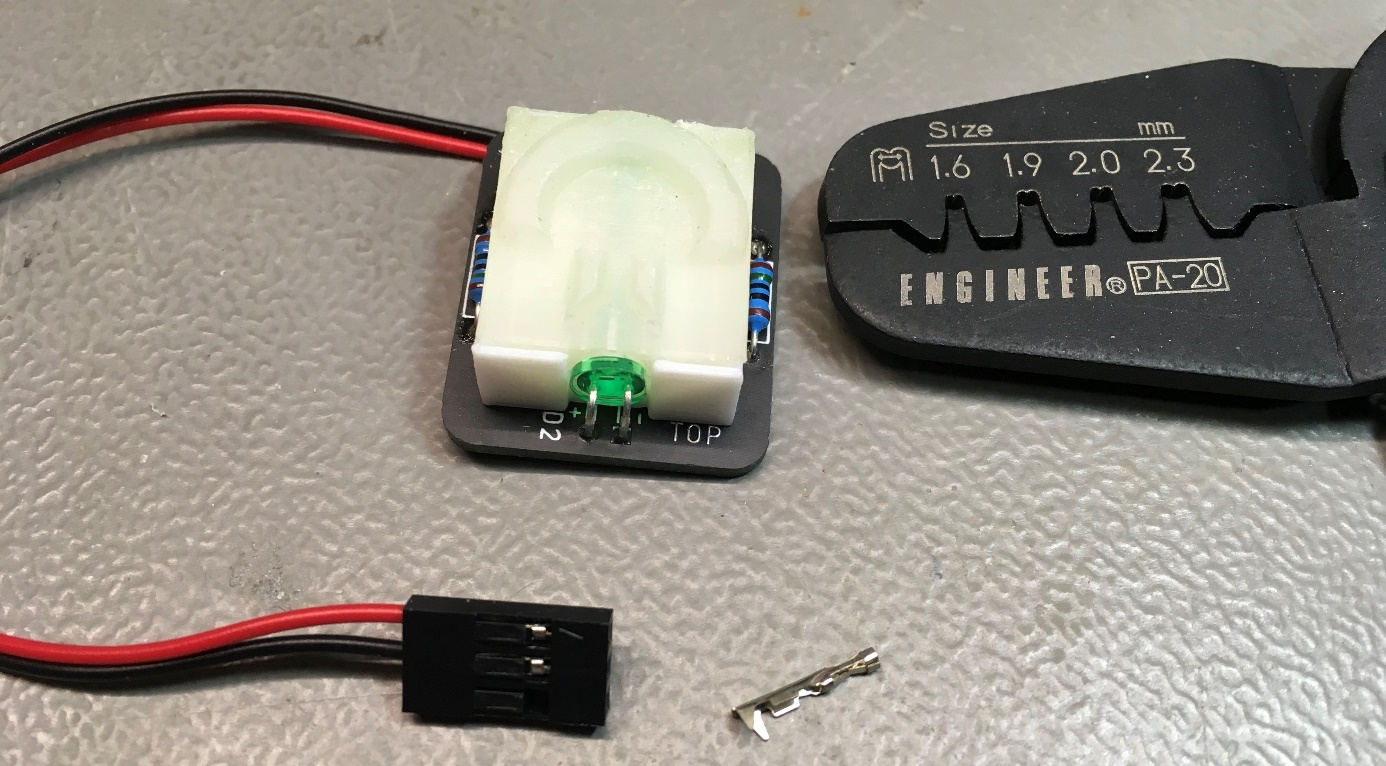 Size mm
1.6 1.9 2.0 2.3
ENGINEER® PA-20
+ -
D2
TOP